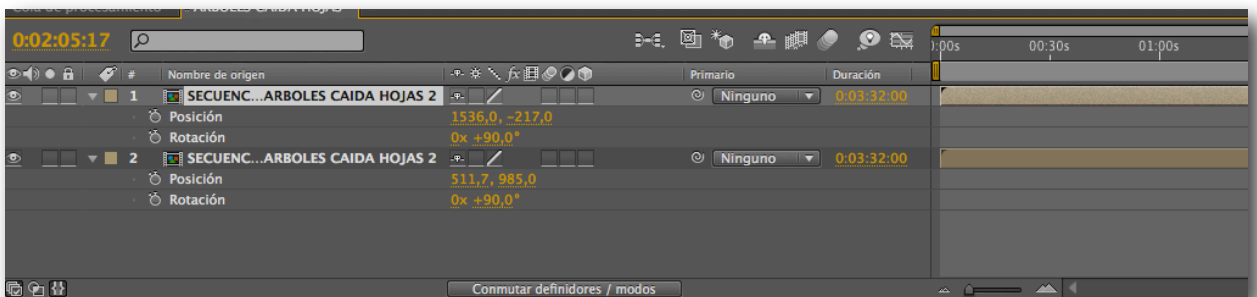 Cola de procesamiento ARBOLES CAIDA HOJAS
0:02:05:17
):00s 00:30s 01:00s
# Nombre de origen fx Primario Duración
1 SECUENC...ARBOLES CAIDA HOJAS 2 Ninguno 0:03:32:00
Posición 1536,0, -217,0
Rotación 0x +90,0°
2 SECUENC...ARBOLES CAIDA HOJAS 2 Ninguno 0:03:32:00
Posición 511,7, 985,0
Rotación 0x +90,0°
Conmutar definidores / modos